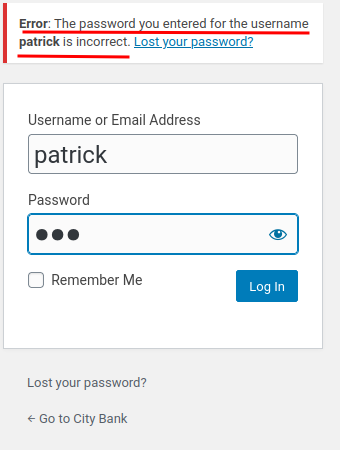 Error: The password you entered for the username
patrick is incorrect. Lost your password?
Username or Email Address
patrick
Password
Remember Me
Log In
Lost your password?
← Go to City Bank